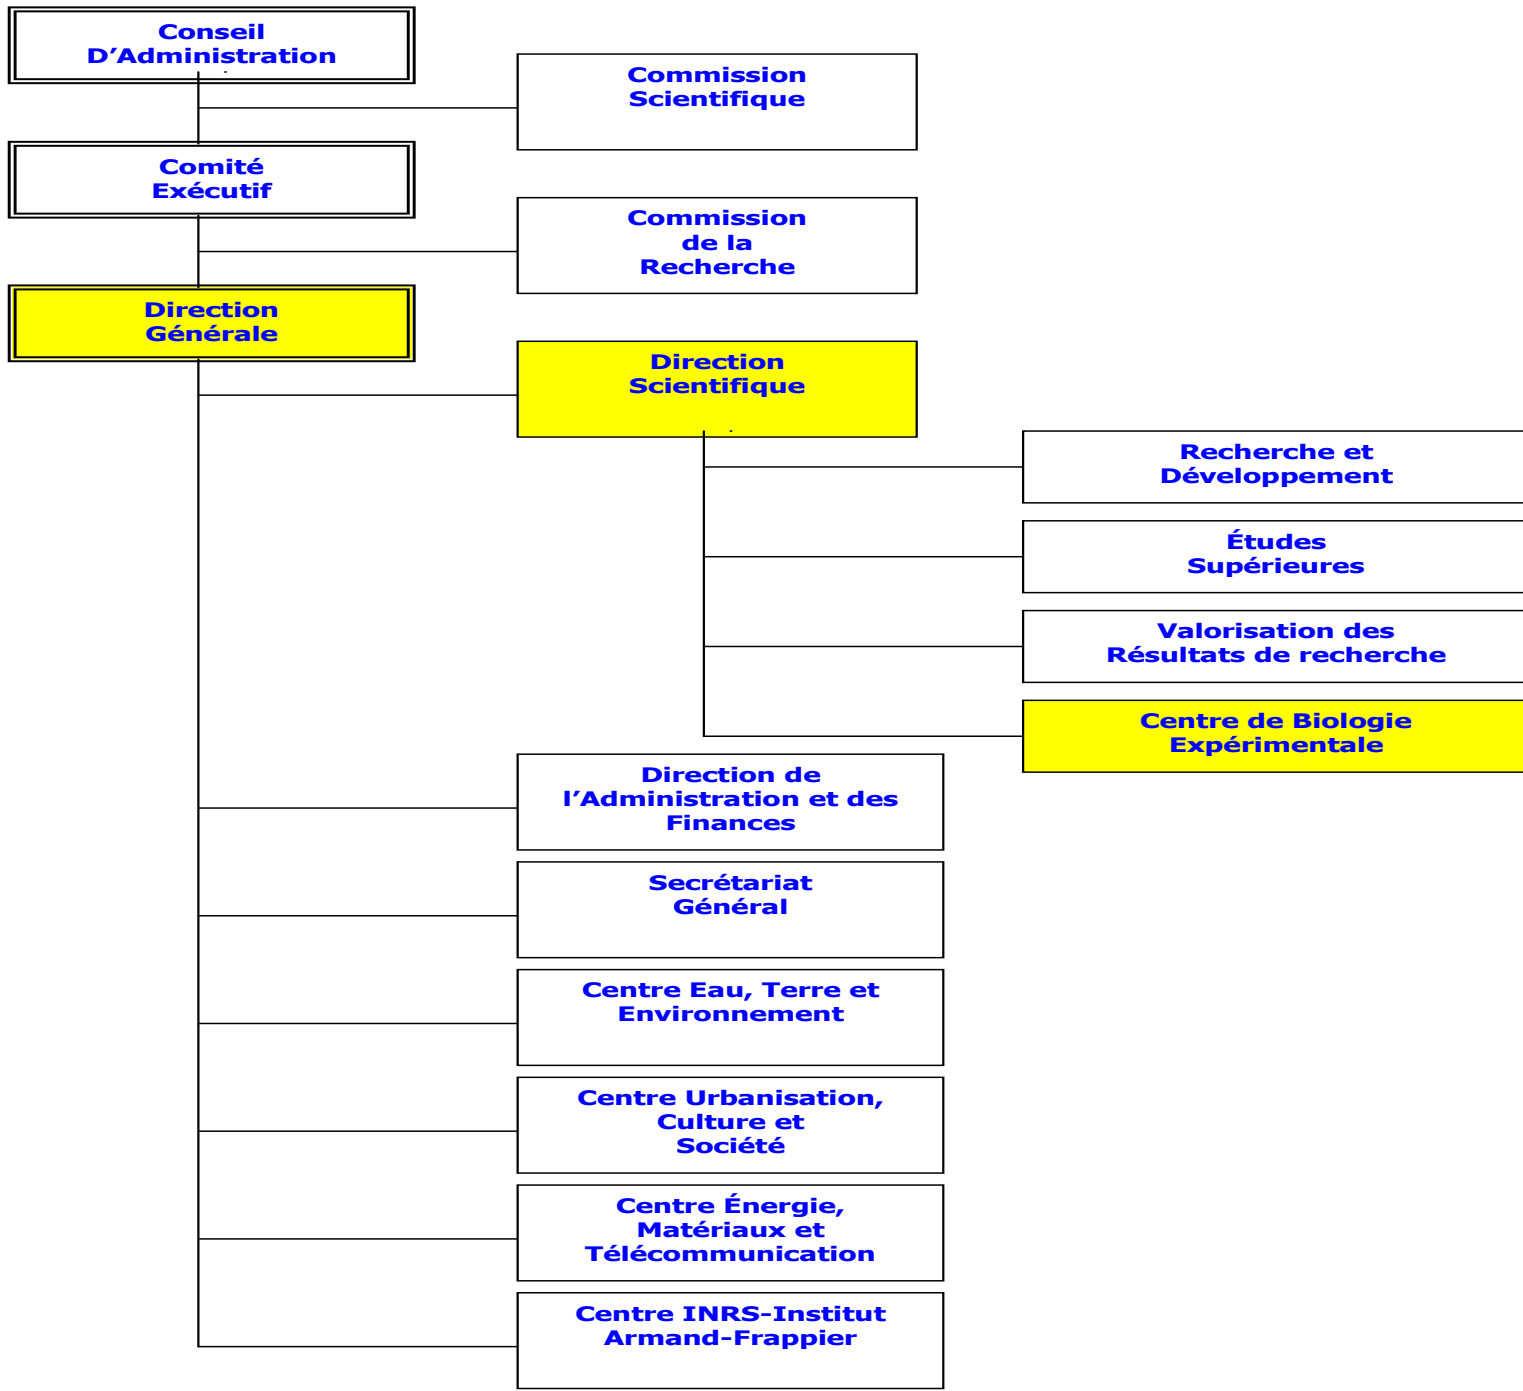 Conseil
D’Administration
Commission
Scientifique
Comité
Exécutif
Commission
de la
Recherche
Direction
Générale
Direction
Scientifique
Recherche et
Développement
Études
Supérieures
Valorisation des
Résultats de recherche
Centre de Biologie
Expérimentale
Direction de
l’Administration et des
Finances
Secrétariat
Général
Centre Eau, Terre et
Environnement
Centre Urbanisation,
Culture et
Société
Centre Énergie,
Matériaux et
Télécommunication
Centre INRS-Institut
Armand-Frappier